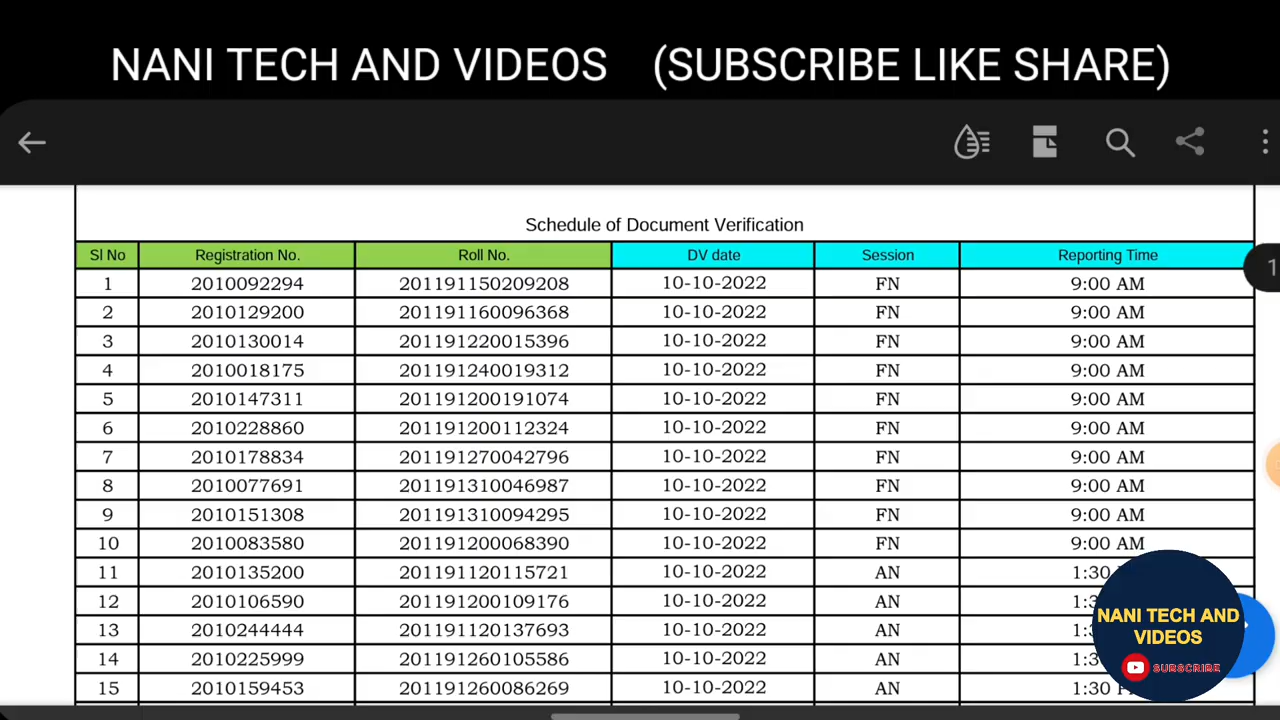 NANI TECH AND VIDEOS (SUBSCRIBE LIKE SHARE)
Schedule of Document Verification
Sl No Registration No. Roll No. DV date Session Reporting Time
1 2010092294 201191150209208 10-10-2022 FN 9:00 AM
2 2010129200 201191160096368 10-10-2022 FN 9:00 AM
3 2010130014 201191220015396 10-10-2022 FN 9:00 AM
4 2010018175 201191240019312 10-10-2022 FN 9:00 AM
5 2010147311 201191200191074 10-10-2022 FN 9:00 AM
6 2010228860 201191200112324 10-10-2022 FN 9:00 AM
7 2010178834 201191270042796 10-10-2022 FN 9:00 AM
8 2010077691 201191310046987 10-10-2022 FN 9:00 AM
9 2010151308 201191310094295 10-10-2022 FN 9:00 AM
10 2010083580 201191200068390 10-10-2022 FN 9:00 AM
11 2010135200 201191120115721 10-10-2022 AN 1:30
12 2010106590 201191200109176 10-10-2022 AN
13 2010244444 201191120137693 10-10-2022 AN
14 2010225999 201191260105586 10-10-2022 AN
15 2010159453 201191260086269 10-10-2022 AN 1:30
1
NANI TECH AND
VIDEOS
SUBSCRIBE